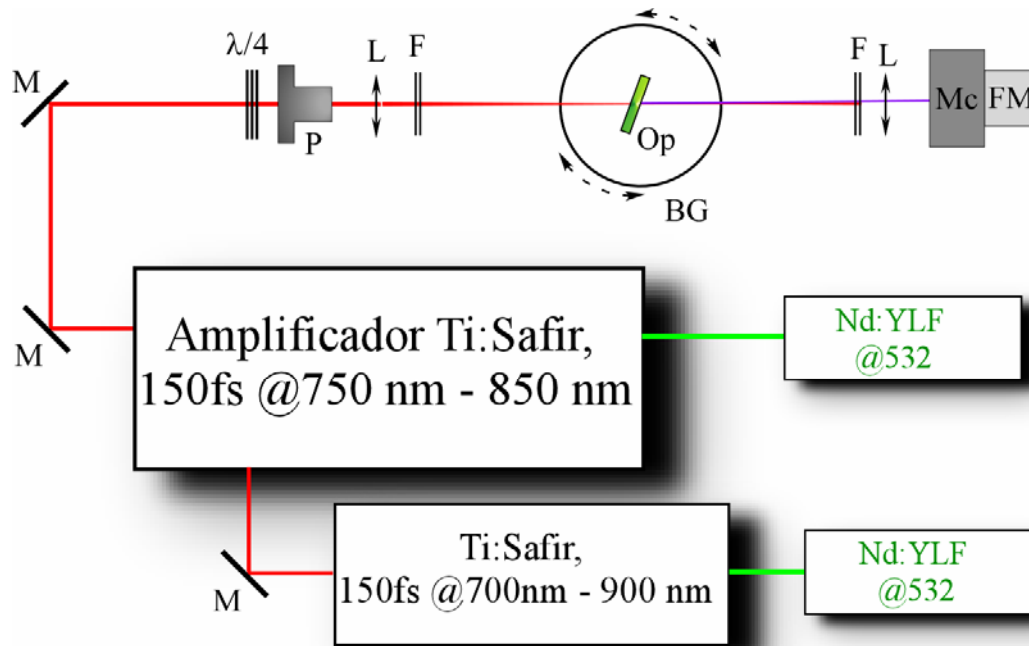 λ/4
M
P
L
F
Op
BG
F
L
Mc
FM
M
Amplificador Ti:Safir,
150fs @750 nm - 850 nm
Nd:YLF
@532
M
Ti:Safir,
150fs @700nm - 900 nm
Nd:YLF
@532